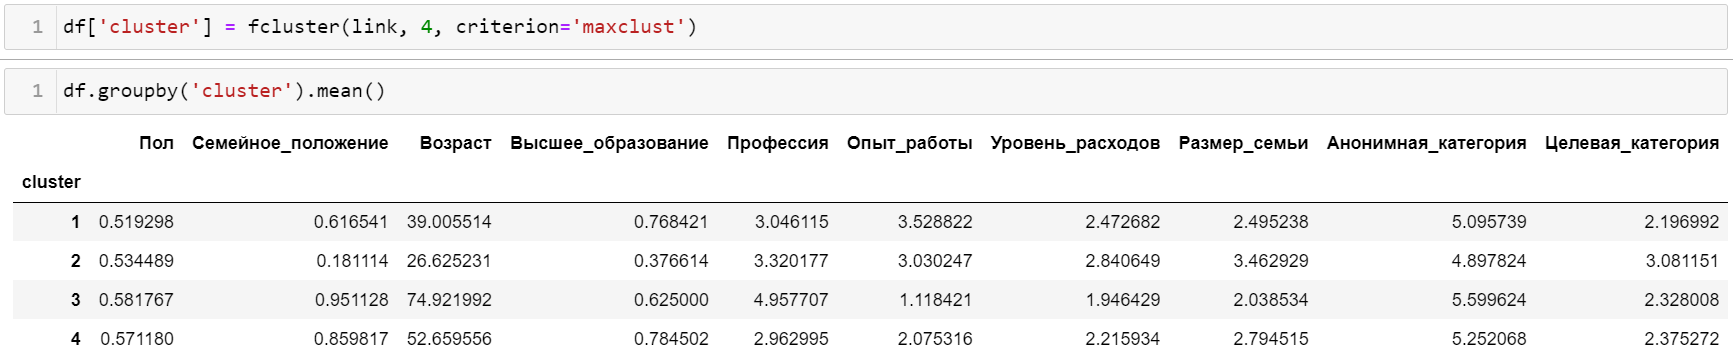 1 df['cluster'] = fcluster(link, 4, criterion='maxclust')
1 df.groupby('cluster').mean()
Пол Семейное_положение Возраст Высшее_образование Профессия Опыт_работы Уровень_расходов Размер_семьи Анонимная_категория Целевая_категория
cluster
1 0.519298 0.616541 39.005514 0.768421 3.046115 3.528822 2.472682 2.495238 5.095739 2.196992
2 0.534489 0.181114 26.625231 0.376614 3.320177 3.030247 2.840649 3.462929 4.897824 3.081151
3 0.581767 0.951128 74.921992 0.625000 4.957707 1.118421 1.946429 2.038534 5.599624 2.328008
4 0.571180 0.859817 52.659556 0.784502 2.962995 2.075316 2.215934 2.794515 5.252068 2.375272